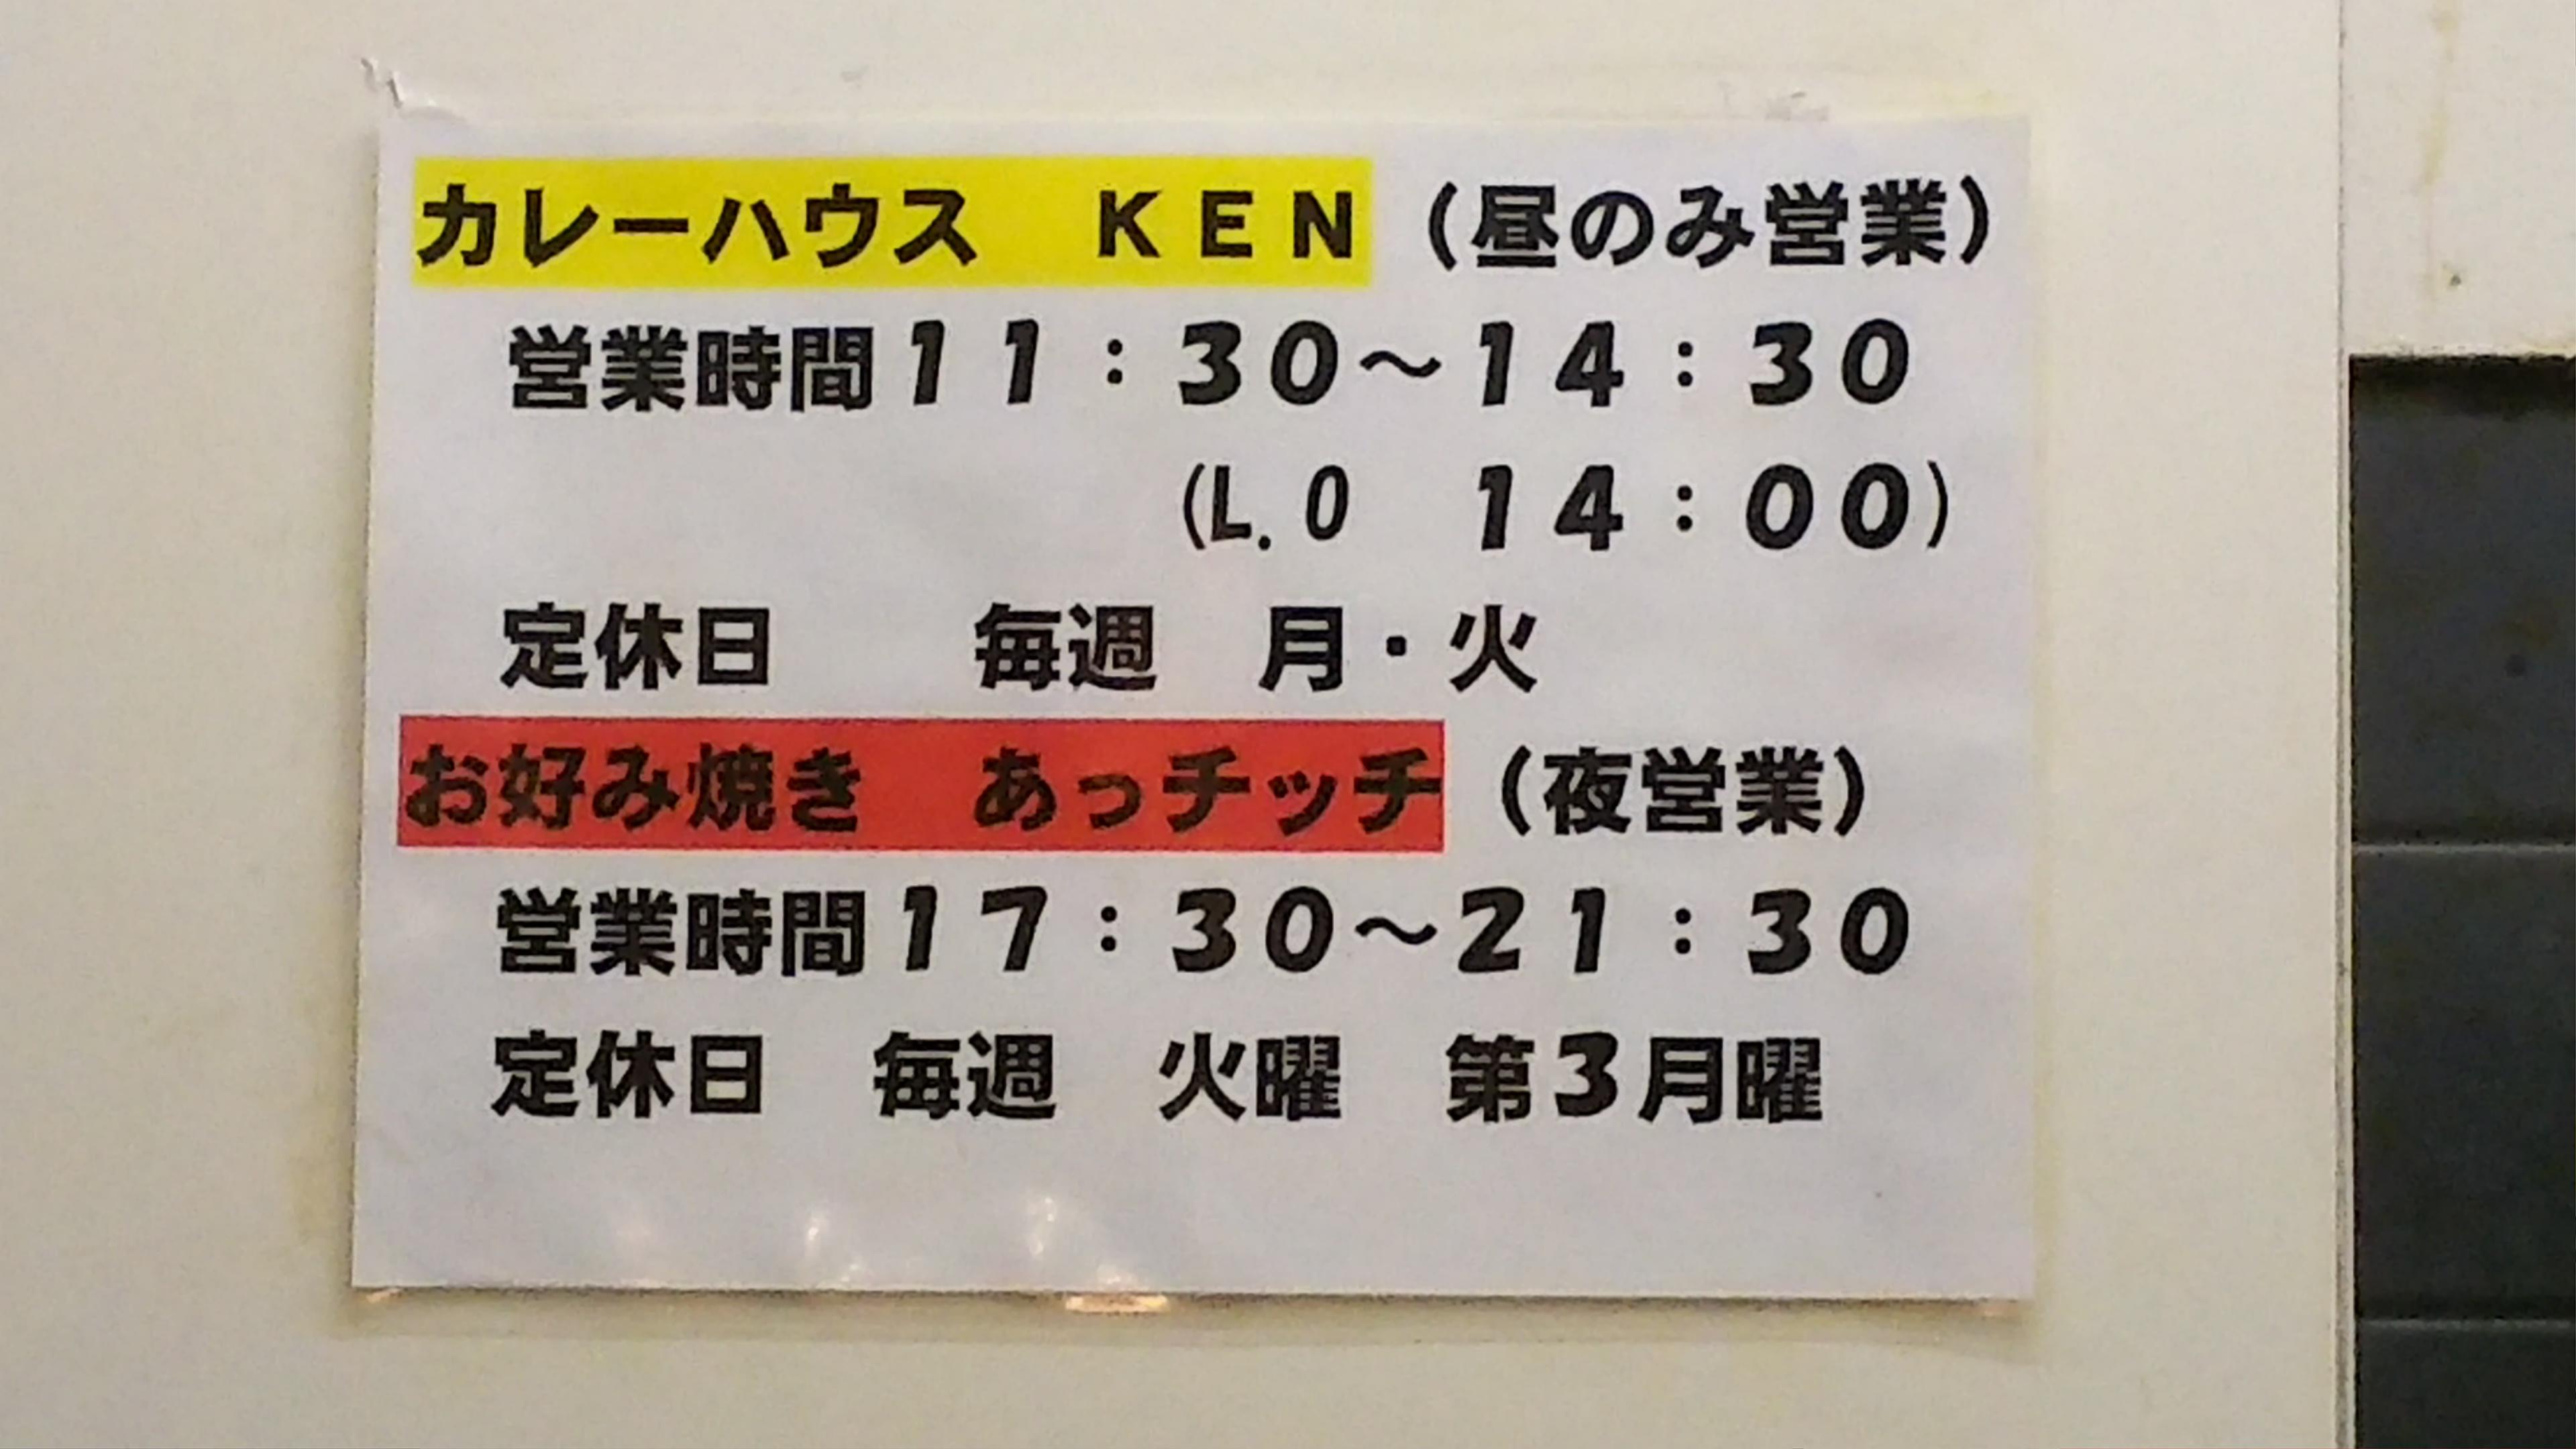 カレーハウス　ＫＥＮ（昼のみ営業）
営業時間１１：３０～１４：３０
(L.O　１４：００)
定休日　　毎週　月・火
お好み焼き　あっチッチ（夜営業）
営業時間１７：３０～２１：３０
定休日　毎週　火曜　第３月曜